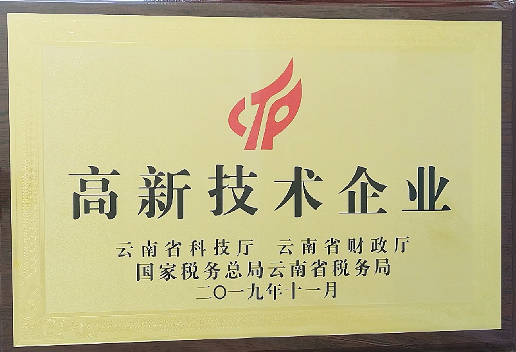 CTP
高新技术企业
云南省科技厅 云南省财政厅
国家税务总局云南省税务局
二〇一九年十一月